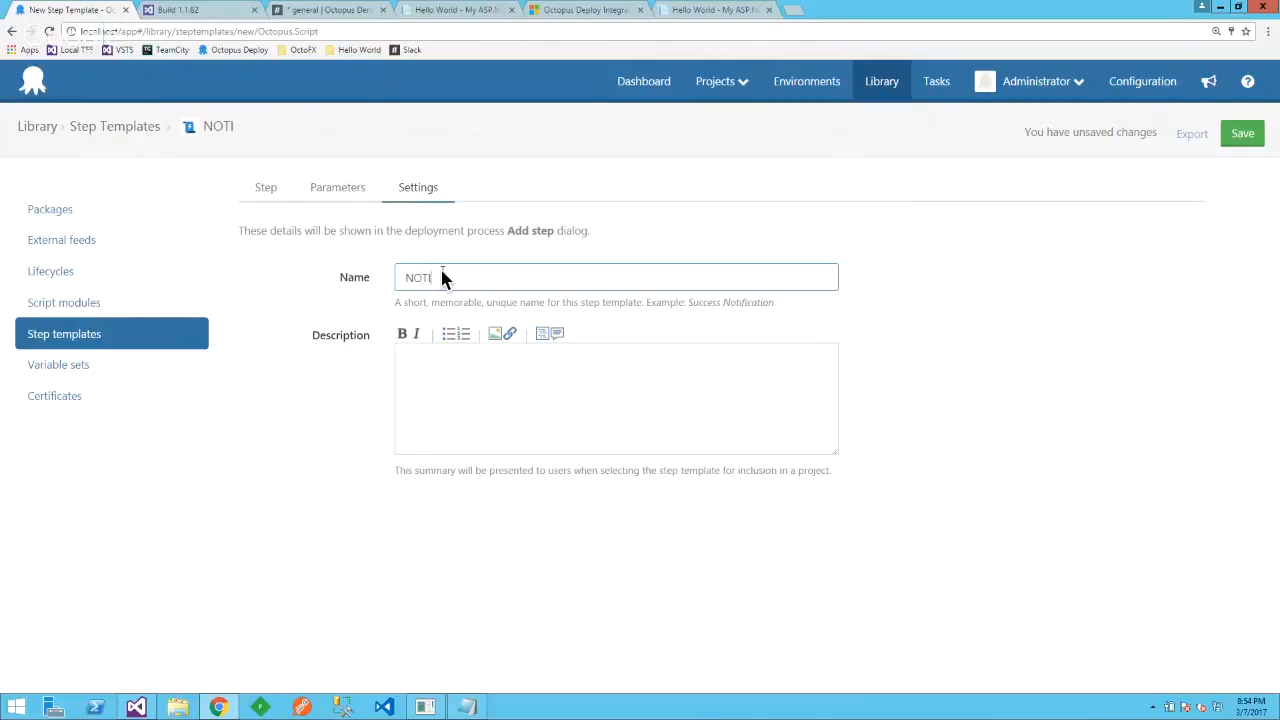 New Step Template - Oc
Build 1.1.62
* general | Octopus Dem
Hello World - My ASP.N
Octopus Deploy Integra
Hello World - My ASP.N
localhost/app#/library/steptemplates/new/Octopus.Script
Apps
Local TFS
VSTS
TeamCity
Octopus Deploy
OctoFX
Hello World
Slack
Dashboard
Projects
Environments
Library
Tasks
Administrator
Configuration
Library › Step Templates › NOTI
You have unsaved changes
Export
Save
Step
Parameters
Settings
Packages
External feeds
Lifecycles
Script modules
Step templates
Variable sets
Certificates
These details will be shown in the deployment process Add step dialog.
Name
NOTI
A short, memorable, unique name for this step template. Example: Success Notification
Description
B I
This summary will be presented to users when selecting the step template for inclusion in a project.
8:54 PM
3/7/2017